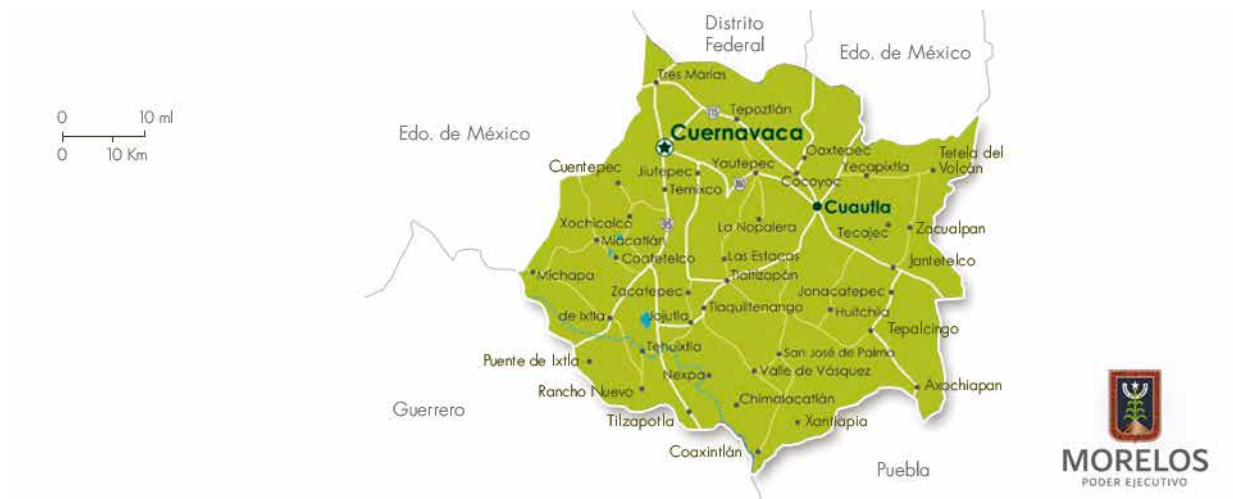 Distrito
Federal
Edo. de México
0 10 ml
0 10 Km
Edo. de México
Tres Marías
115
Tepoztlán
Cuernavaca
Oaxtepec
Tetela del
Volcán
Cuentepec
Jiutepec
Yautepec
Yecapixtla
Temixco
Cocoyoc
Cuautla
Xochicalco
95
La Nopalera
Tecajec
Zacualpan
Miacatlán
Coatetelco
Las Estacas
Jantetelco
Michapa
Tlaltizapán
Zacatepec
Jonacatepec
Tlaquiltenango
Huitchila
de Ixtla
Jojutla
Tepalcingo
Tehuixtla
San José de Palma
Puente de Ixtla
Nexpa
Valle de Vásquez
Rancho Nuevo
Axochiapan
Chimalacatlán
Guerrero
Tilzapotla
Xantiapia
Coaxintlán
Puebla
MORELOS
PODER EJECUTIVO